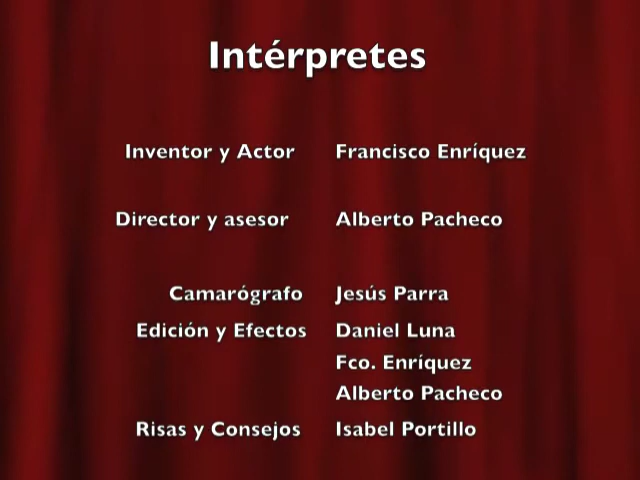 Intérpretes
Inventor y Actor Francisco Enríquez
Director y asesor Alberto Pacheco
Camarógrafo Jesús Parra
Edición y Efectos Daniel Luna
Fco. Enríquez
Alberto Pacheco
Risas y Consejos Isabel Portillo